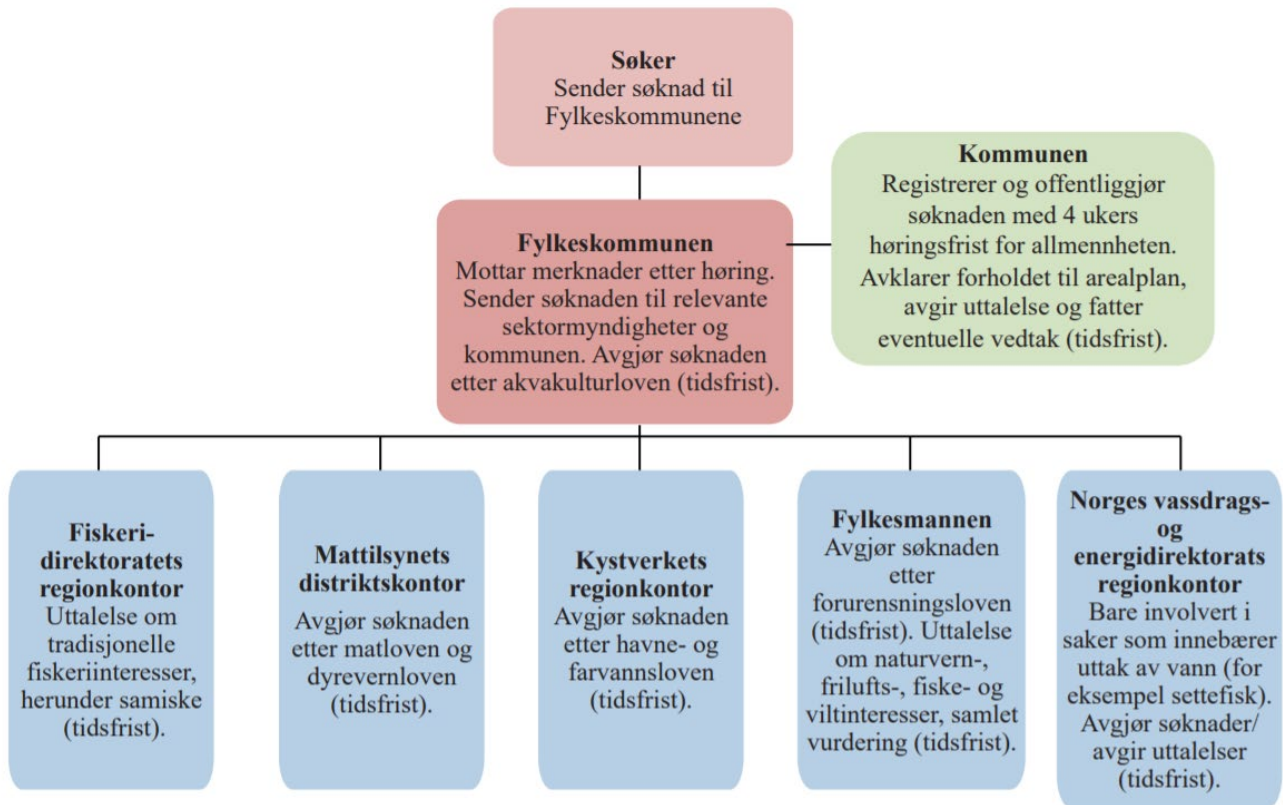 Søker
Sender søknad til
Fylkeskommunene
Kommunen
Registrerer og offentliggjør
søknaden med 4 ukers
høringsfrist for allmennheten.
Avklarer forholdet til arealplan,
avgir uttalelse og fatter
eventuelle vedtak (tidsfrist).
Fylkeskommunen
Mottar merknader etter høring.
Sender søknaden til relevante
sektormyndigheter og
kommunen. Avgjør søknaden
etter akvakulturloven (tidsfrist).
Fiskeri-
direktoratets
regionkontor
Uttalelse om
tradisjonelle
fiskeriinteresser,
herunder samiske
(tidsfrist).
Mattilsynets
distriktskontor
Avgjør søknaden
etter matloven og
dyrevernloven
(tidsfrist).
Kystverkets
regionkontor
Avgjør søknaden
etter havne- og
farvannsloven
(tidsfrist).
Fylkesmannen
Avgjør søknaden
etter
forurensningsloven
(tidsfrist). Uttalelse
om naturvern-,
frilufts-, fiske- og
viltinteresser, samlet
vurdering (tidsfrist).
Norges vassdrags-
og
energidirektorats
regionkontor
Bare involvert i
saker som innebærer
uttak av vann (for
eksempel settefisk).
Avgjør søknader/
avgir uttalelser
(tidsfrist).